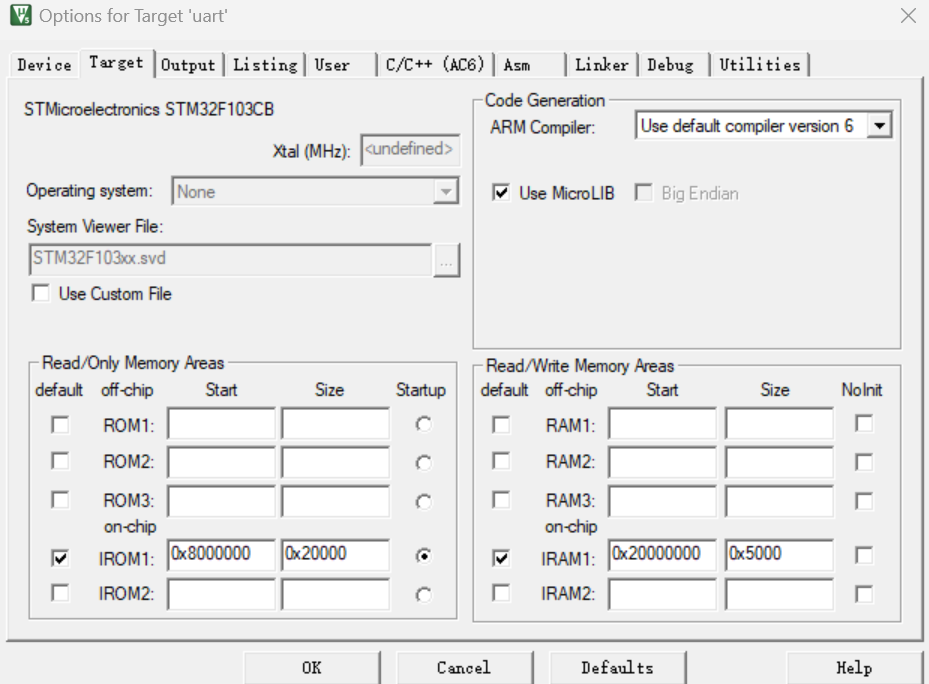 Options for Target 'uart'
Device Target Output Listing User C/C++ (AC6) Asm Linker Debug Utilities
STMicroelectronics STM32F103CB
Xtal (MHz): <undefined>
Operating system: None
System Viewer File:
STM32F103xx.svd ...
Use Custom File
Code Generation
ARM Compiler: Use default compiler version 6
Use MicroLIB Big Endian
Read/Only Memory Areas
default off-chip Start Size Startup
ROM1:
ROM2:
ROM3:
on-chip
IROM1: 0x8000000 0x20000
IROM2:
Read/Write Memory Areas
default off-chip Start Size NoInit
RAM1:
RAM2:
RAM3:
on-chip
IRAM1: 0x20000000 0x5000
IRAM2:
OK Cancel Defaults Help